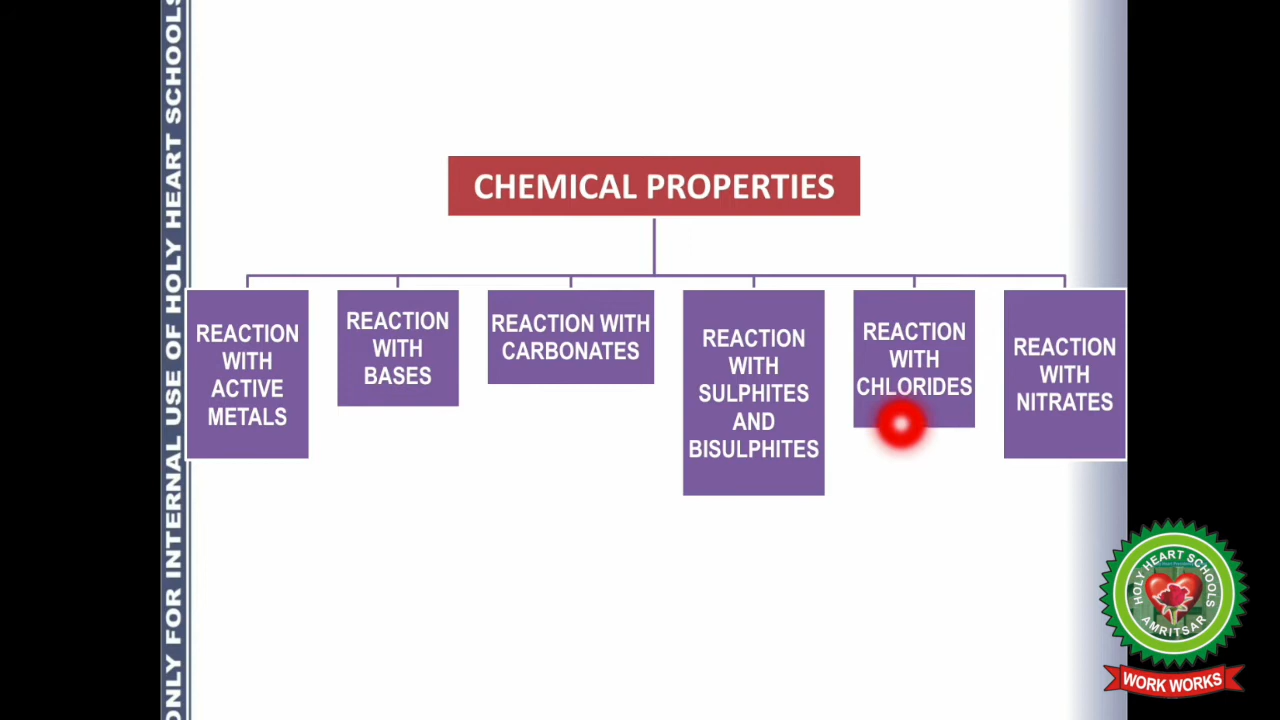 ONLY FOR INTERNAL USE OF HOLY HEART SCHOOLS
CHEMICAL PROPERTIES
REACTION
WITH
ACTIVE
METALS
REACTION
WITH
BASES
REACTION WITH
CARBONATES
REACTION
WITH
SULPHITES
AND
BISULPHITES
REACTION
WITH
CHLORIDES
REACTION
WITH
NITRATES
HOLY HEART SCHOOLS
AMRITSAR
WORK WORKS